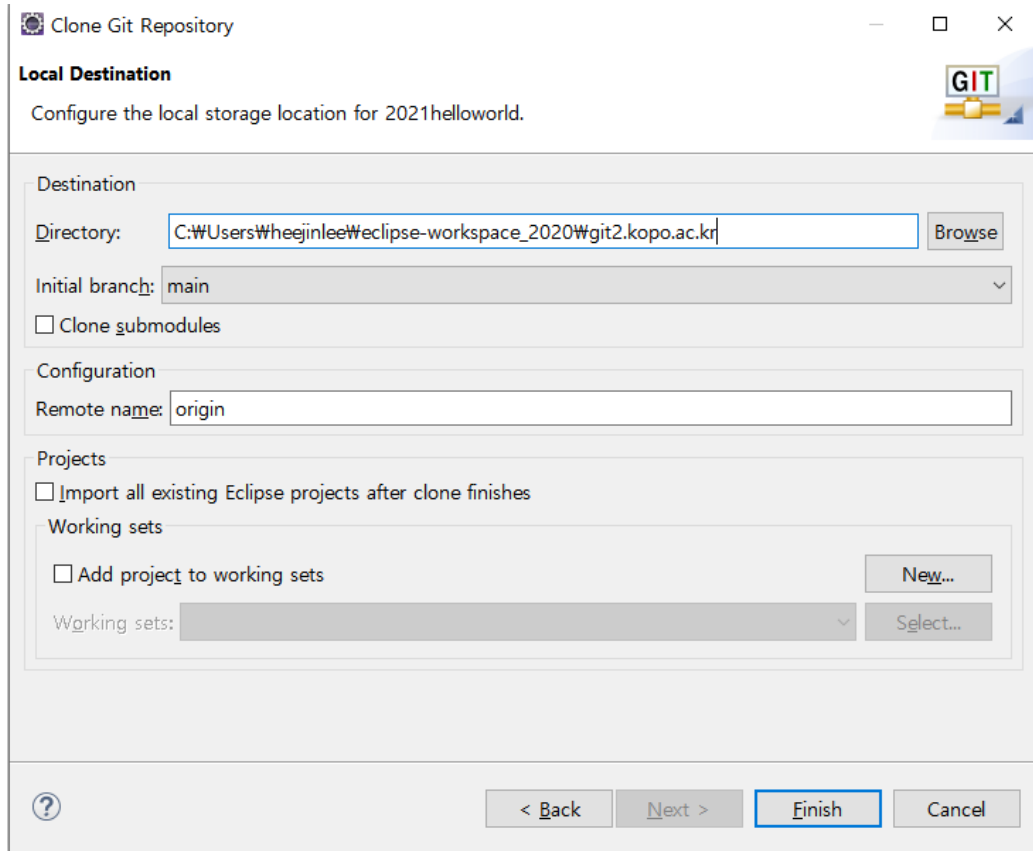 Clone Git Repository
Local Destination
GIT
Configure the local storage location for 2021helloworld.
Destination
Directory: C:₩Users₩heejinlee₩eclipse-workspace_2020₩git2.kopo.ac.kr Browse
Initial branch: main
Clone submodules
Configuration
Remote name: origin
Projects
Import all existing Eclipse projects after clone finishes
Working sets
Add project to working sets New...
Working sets: Select...
? < Back Next > Finish Cancel